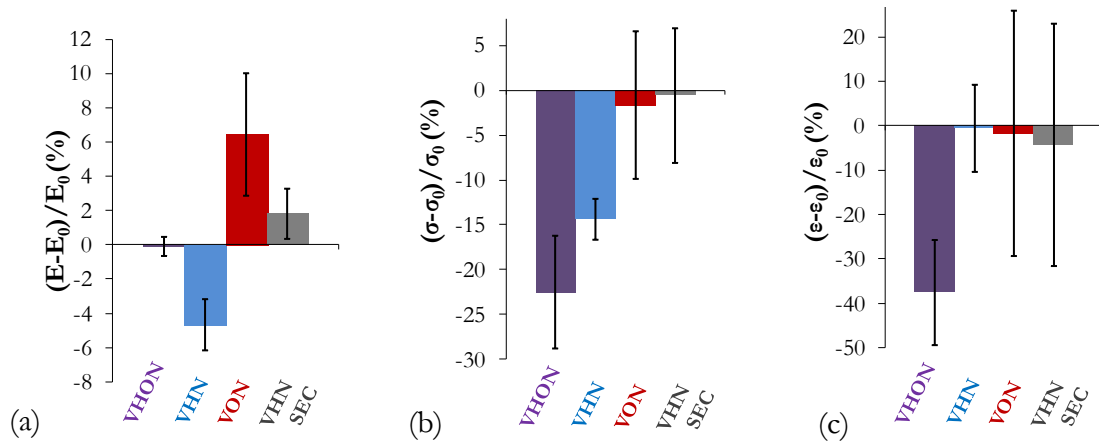 (E-E₀)/E₀ (%)
12
10
8
6
4
2
0
-2
-4
-6
-8
VHON
VHN
VON
VHN
SEC
(a)
(σ-σ₀)/σ₀ (%)
5
0
-5
-10
-15
-20
-25
-30
VHON
VHN
VON
VHN
SEC
(b)
(ε-ε₀)/ε₀ (%)
20
10
0
-10
-20
-30
-40
-50
VHON
VHN
VON
VHN
SEC
(c)